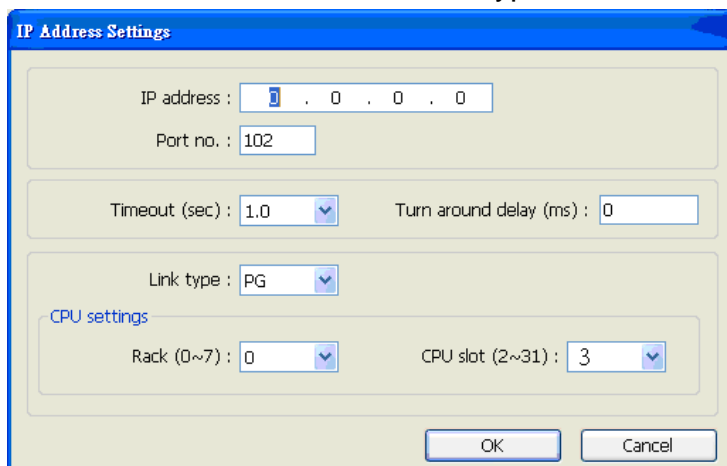 IP Address Settings
IP address : 0 . 0 . 0 . 0
Port no. : 102
Timeout (sec) : 1.0 Turn around delay (ms) : 0
Link type : PG
CPU settings
Rack (0~7) : 0 CPU slot (2~31) : 3
OK Cancel